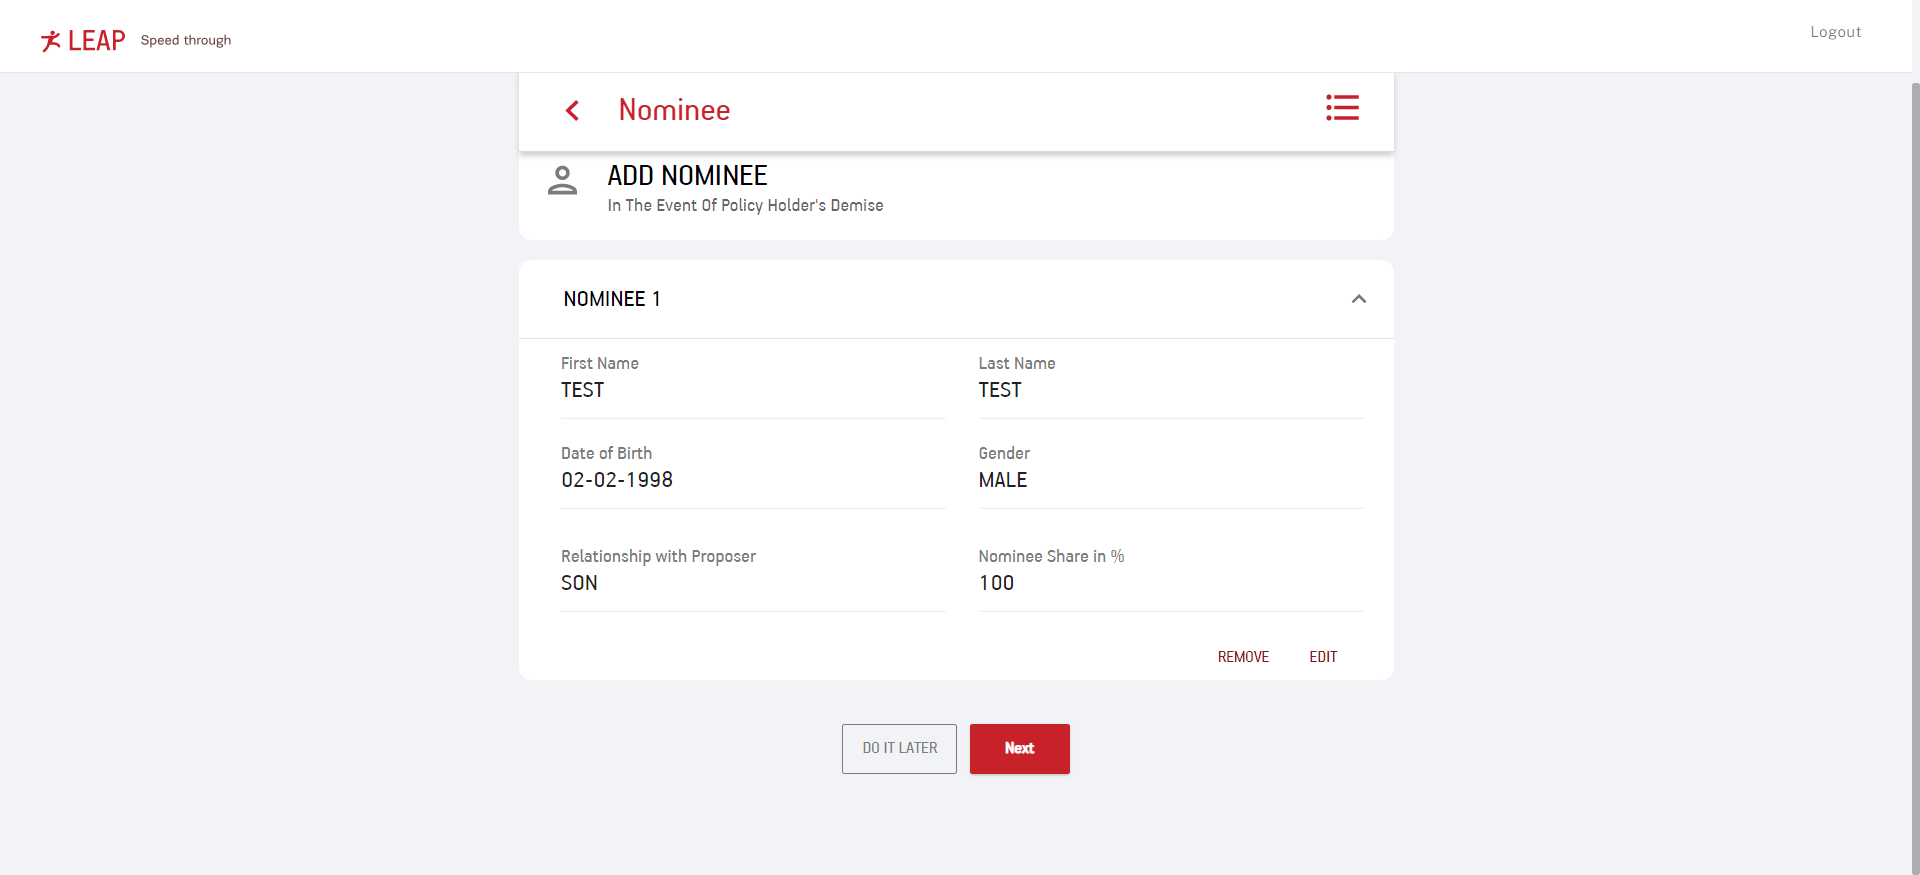 LEAP Speed through
Logout
Nominee
ADD NOMINEE
In The Event Of Policy Holder's Demise
NOMINEE 1
First Name
TEST
Last Name
TEST
Date of Birth
02-02-1998
Gender
MALE
Relationship with Proposer
SON
Nominee Share in %
100
REMOVE EDIT
DO IT LATER Next